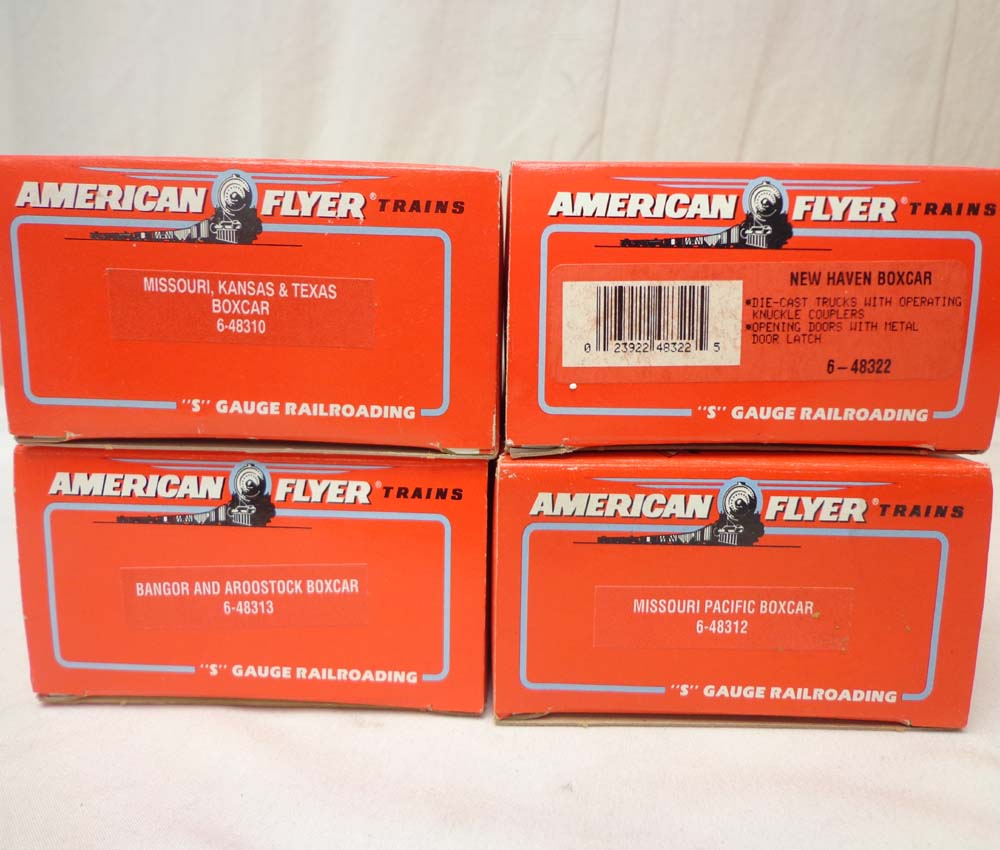 AMERICAN FLYER® TRAINS
MISSOURI, KANSAS & TEXAS
BOXCAR
6-48310
"S" GAUGE RAILROADING
AMERICAN FLYER® TRAINS
NEW HAVEN BOXCAR
*DIE-CAST TRUCKS WITH OPERATING
KNUCKLE COUPLERS
*OPENING DOORS WITH METAL
DOOR LATCH
0 23922 48322 5
6-48322
"S" GAUGE RAILROADING
AMERICAN FLYER® TRAINS
BANGOR AND AROOSTOCK BOXCAR
6-48313
"S" GAUGE RAILROADING
AMERICAN FLYER® TRAINS
MISSOURI PACIFIC BOXCAR
6-48312
"S" GAUGE RAILROADING